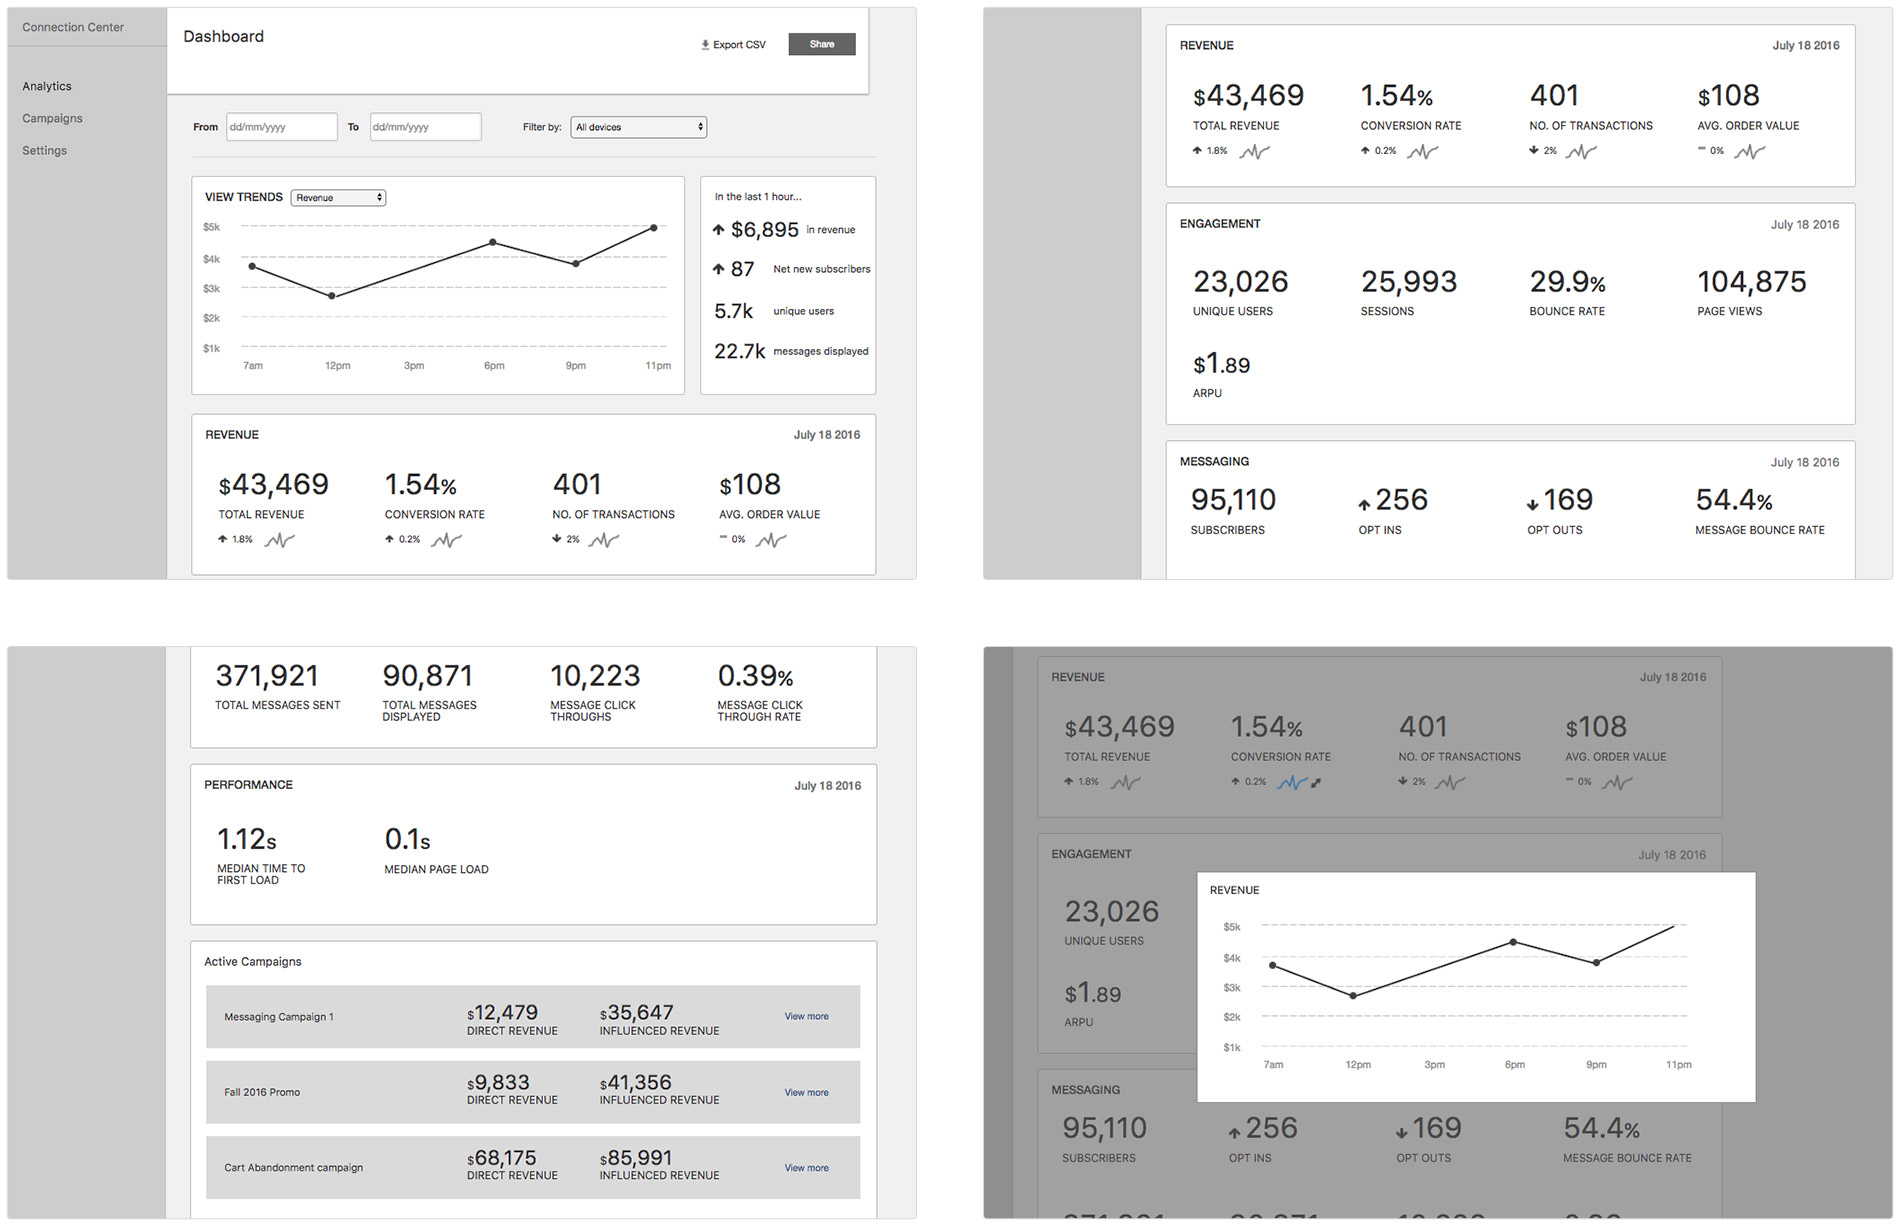 Connection Center
Analytics
Campaigns
Settings
Dashboard
Export CSV
Share
From dd/mm/yyyy To dd/mm/yyyy Filter by: All devices
VIEW TRENDS Revenue
$5k
$4k
$3k
$2k
$1k
7am 12pm 3pm 6pm 9pm 11pm
In the last 1 hour...
$6,895 in revenue
87 Net new subscribers
5.7k unique users
22.7k messages displayed
REVENUE July 18 2016
$43,469 1.54% 401 $108
TOTAL REVENUE CONVERSION RATE NO. OF TRANSACTIONS AVG. ORDER VALUE
1.8% 0.2% 2% 0%
REVENUE July 18 2016
$43,469 1.54% 401 $108
TOTAL REVENUE CONVERSION RATE NO. OF TRANSACTIONS AVG. ORDER VALUE
1.8% 0.2% 2% 0%
ENGAGEMENT July 18 2016
23,026 25,993 29.9% 104,875
UNIQUE USERS SESSIONS BOUNCE RATE PAGE VIEWS
$1.89
ARPU
MESSAGING July 18 2016
95,110 256 169 54.4%
SUBSCRIBERS OPT INS OPT OUTS MESSAGE BOUNCE RATE
371,921 90,871 10,223 0.39%
TOTAL MESSAGES SENT TOTAL MESSAGES MESSAGE CLICK MESSAGE CLICK
DISPLAYED THROUGHS THROUGH RATE
PERFORMANCE July 18 2016
1.12s 0.1s
MEDIAN TIME TO MEDIAN PAGE LOAD
FIRST LOAD
Active Campaigns
Messaging Campaign 1 $12,479 $35,647 View more
DIRECT REVENUE INFLUENCED REVENUE
Fall 2016 Promo $9,833 $41,356 View more
DIRECT REVENUE INFLUENCED REVENUE
Cart Abandonment campaign $68,175 $85,991 View more
DIRECT REVENUE INFLUENCED REVENUE
REVENUE July 18 2016
$43,469 1.54% 401 $108
TOTAL REVENUE CONVERSION RATE NO. OF TRANSACTIONS AVG. ORDER VALUE
1.8% 0.2% 2% 0%
ENGAGEMENT July 18 2016
23,026
UNIQUE USERS
$1.89
ARPU
REVENUE
$5k
$4k
$3k
$2k
$1k
7am 12pm 3pm 6pm 9pm 11pm
MESSAGING
95,110 256 169 54.4%
SUBSCRIBERS OPT INS OPT OUTS MESSAGE BOUNCE RATE